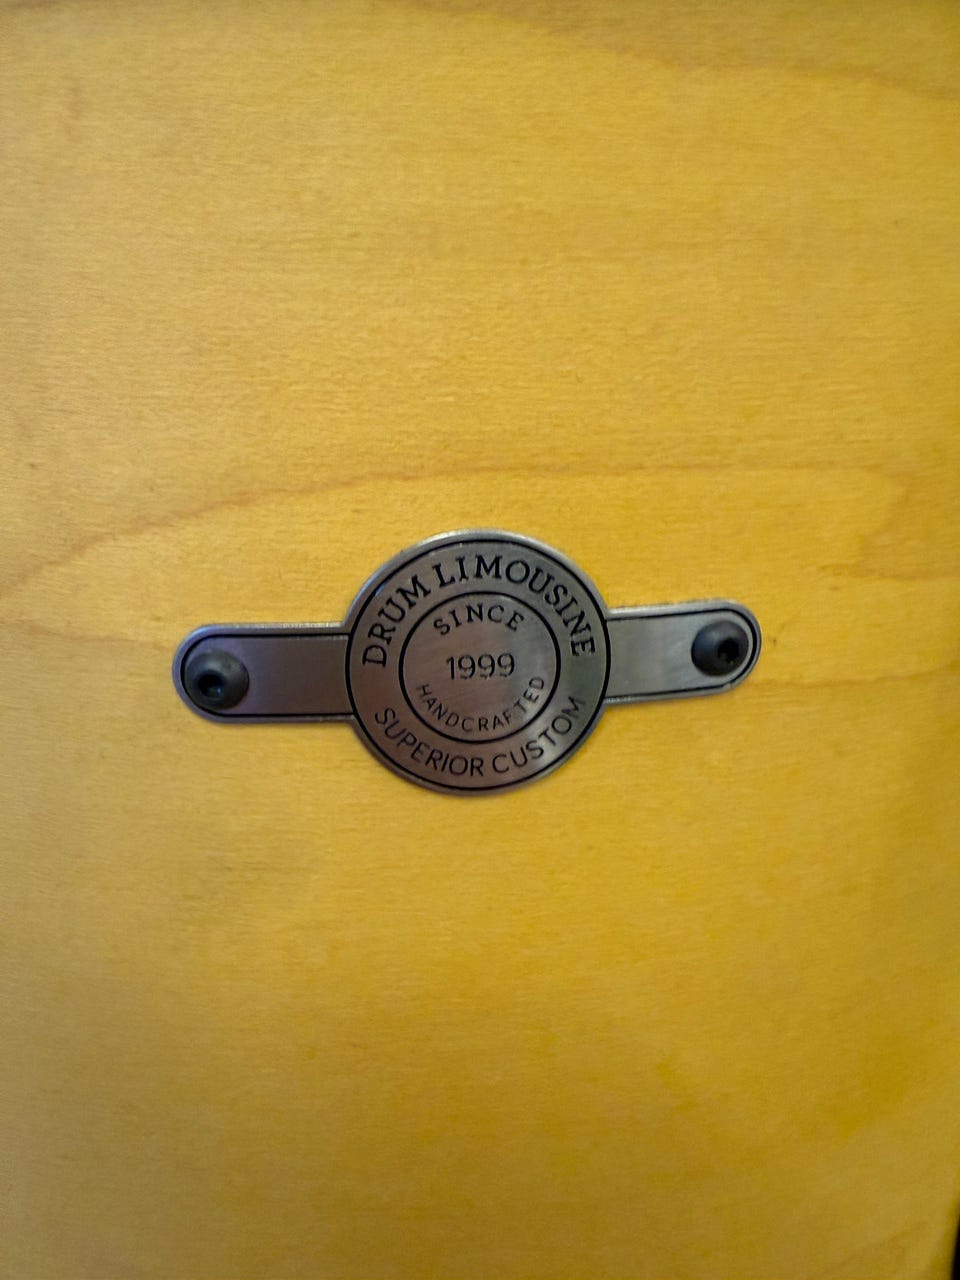 DRUM LIMOUSINE
SINCE
1999
HANDCRAFTED
SUPERIOR CUSTOM